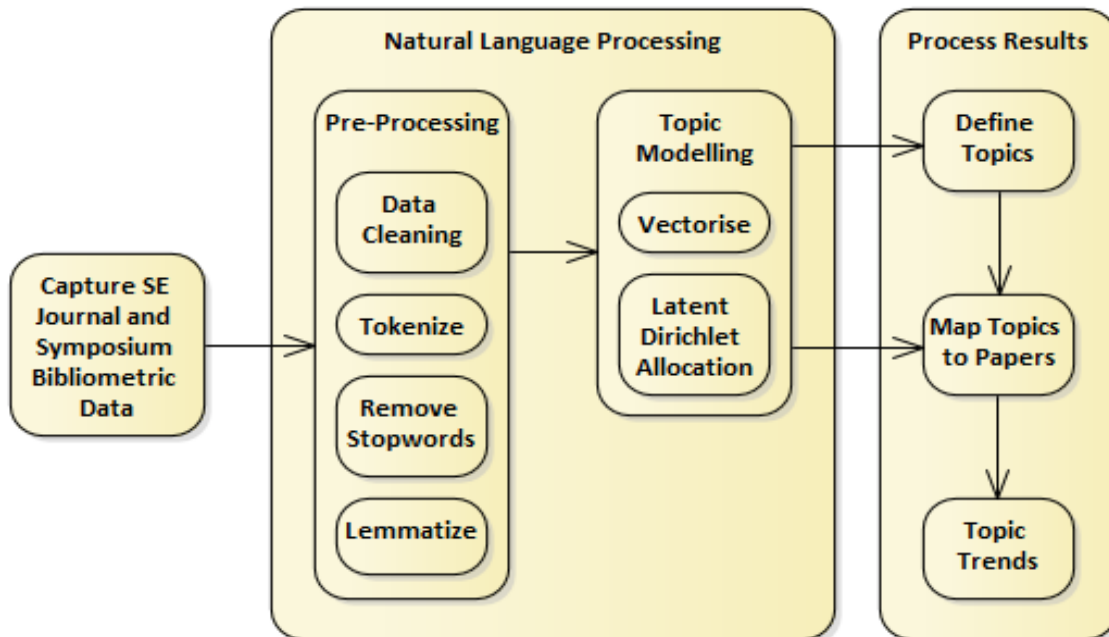 Capture SE
Journal and
Symposium
Bibliometric
Data
Natural Language Processing
Pre-Processing
Data
Cleaning
Tokenize
Remove
Stopwords
Lemmatize
Topic
Modelling
Vectorise
Latent
Dirichlet
Allocation
Process Results
Define
Topics
Map Topics
to Papers
Topic
Trends